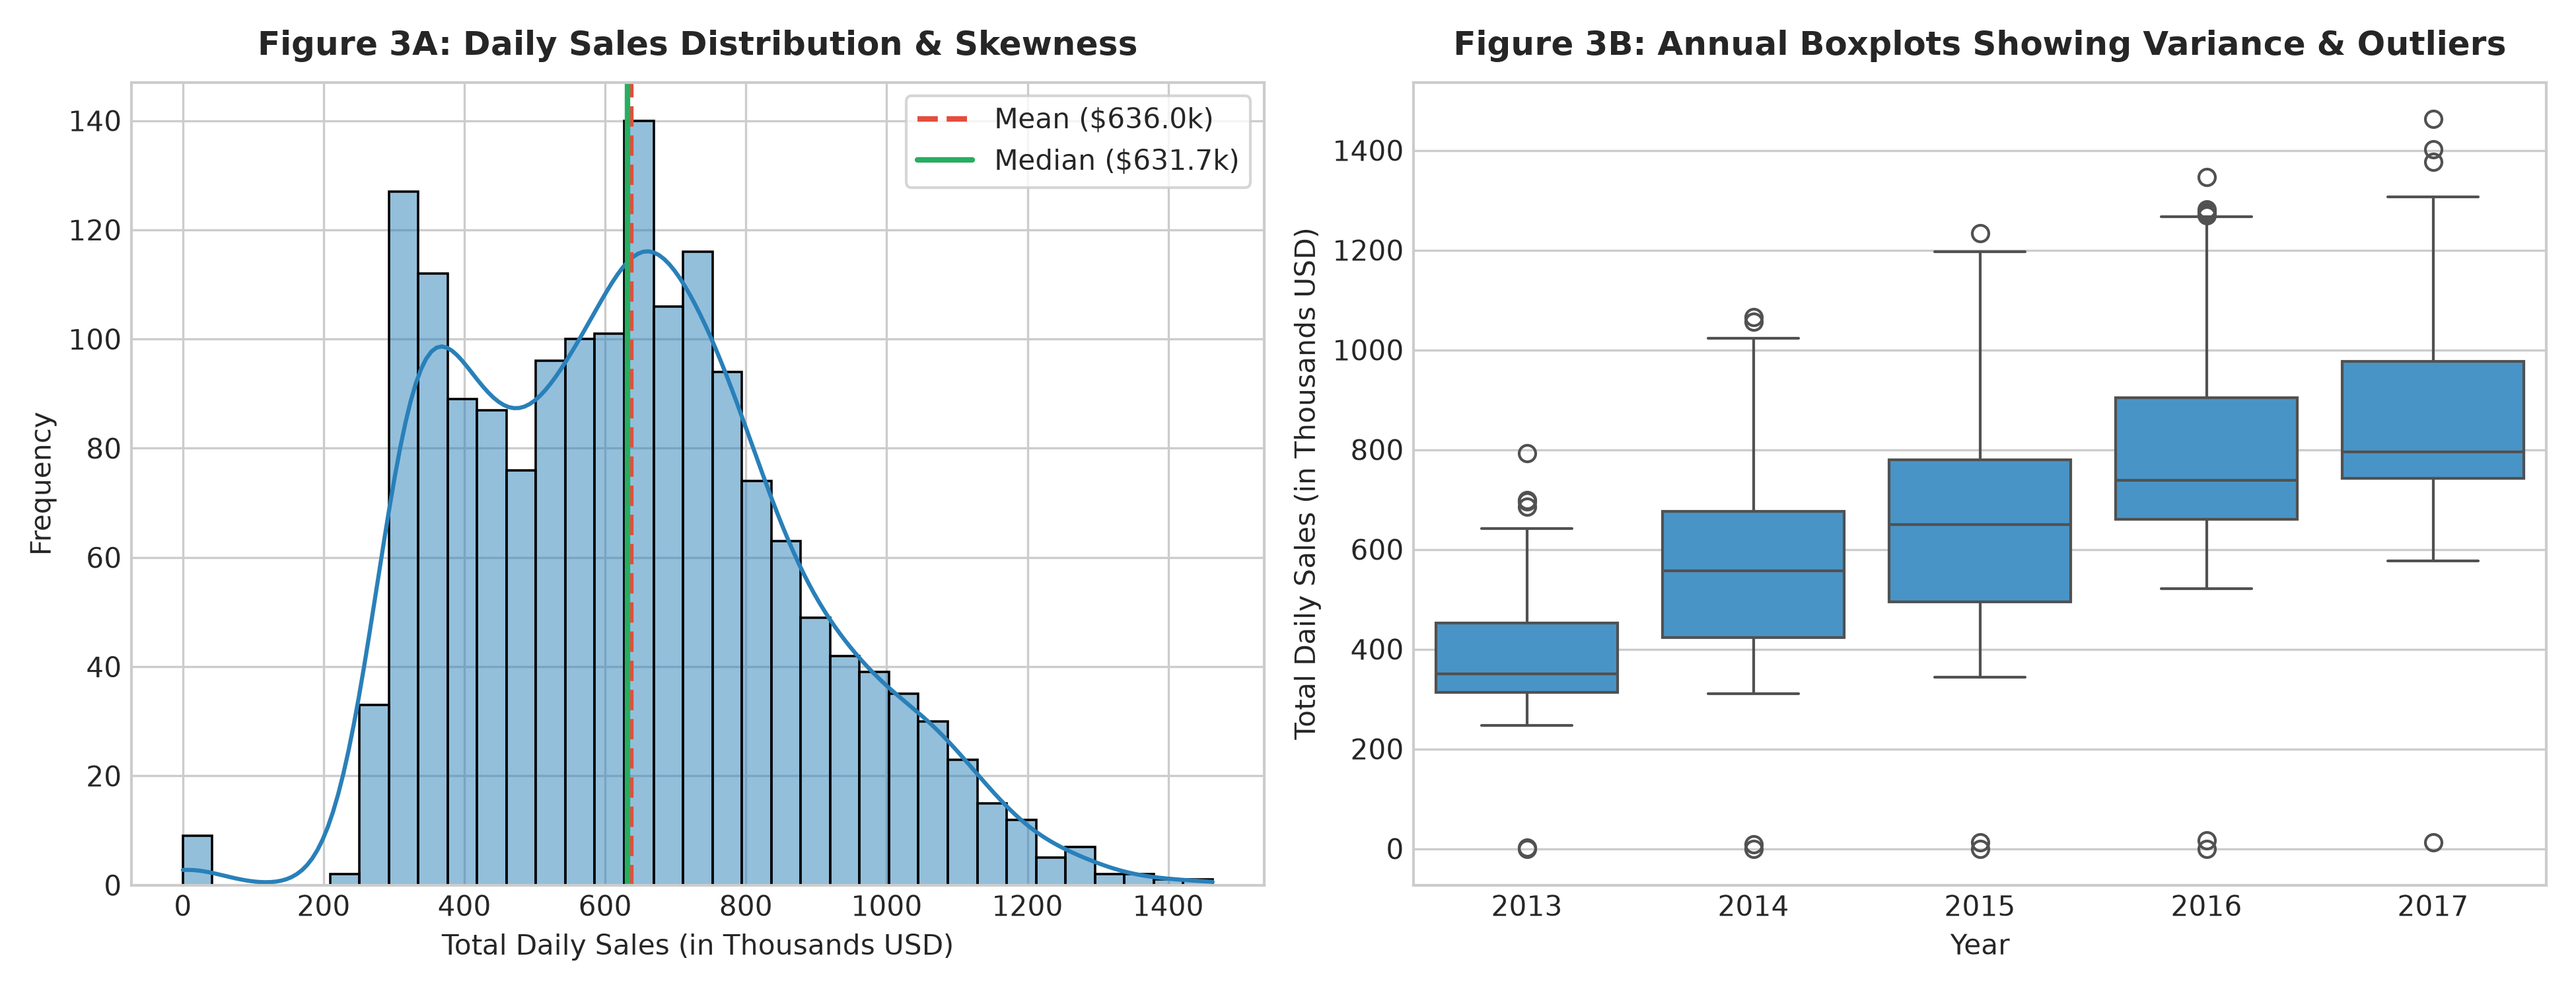 Figure 3A: Daily Sales Distribution & Skewness
Mean ($636.0k)
Median ($631.7k)
140
120
100
80
60
40
20
0
Frequency
0 200 400 600 800 1000 1200 1400
Total Daily Sales (in Thousands USD)
Figure 3B: Annual Boxplots Showing Variance & Outliers
1400
1200
1000
800
600
400
200
0
Total Daily Sales (in Thousands USD)
2013 2014 2015 2016 2017
Year